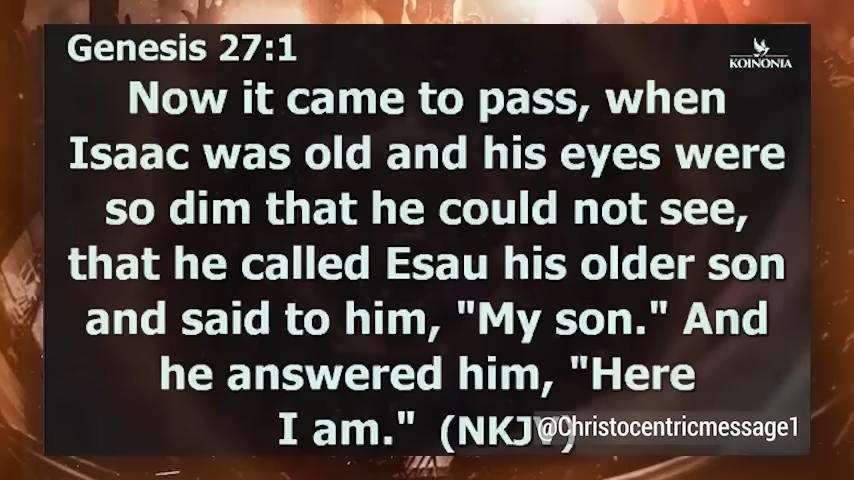 Genesis 27:1
KOINONIA
Now it came to pass, when
Isaac was old and his eyes were
so dim that he could not see,
that he called Esau his older son
and said to him, "My son." And
he answered him, "Here
I am." (NKJV)
@Christocentricmessage1